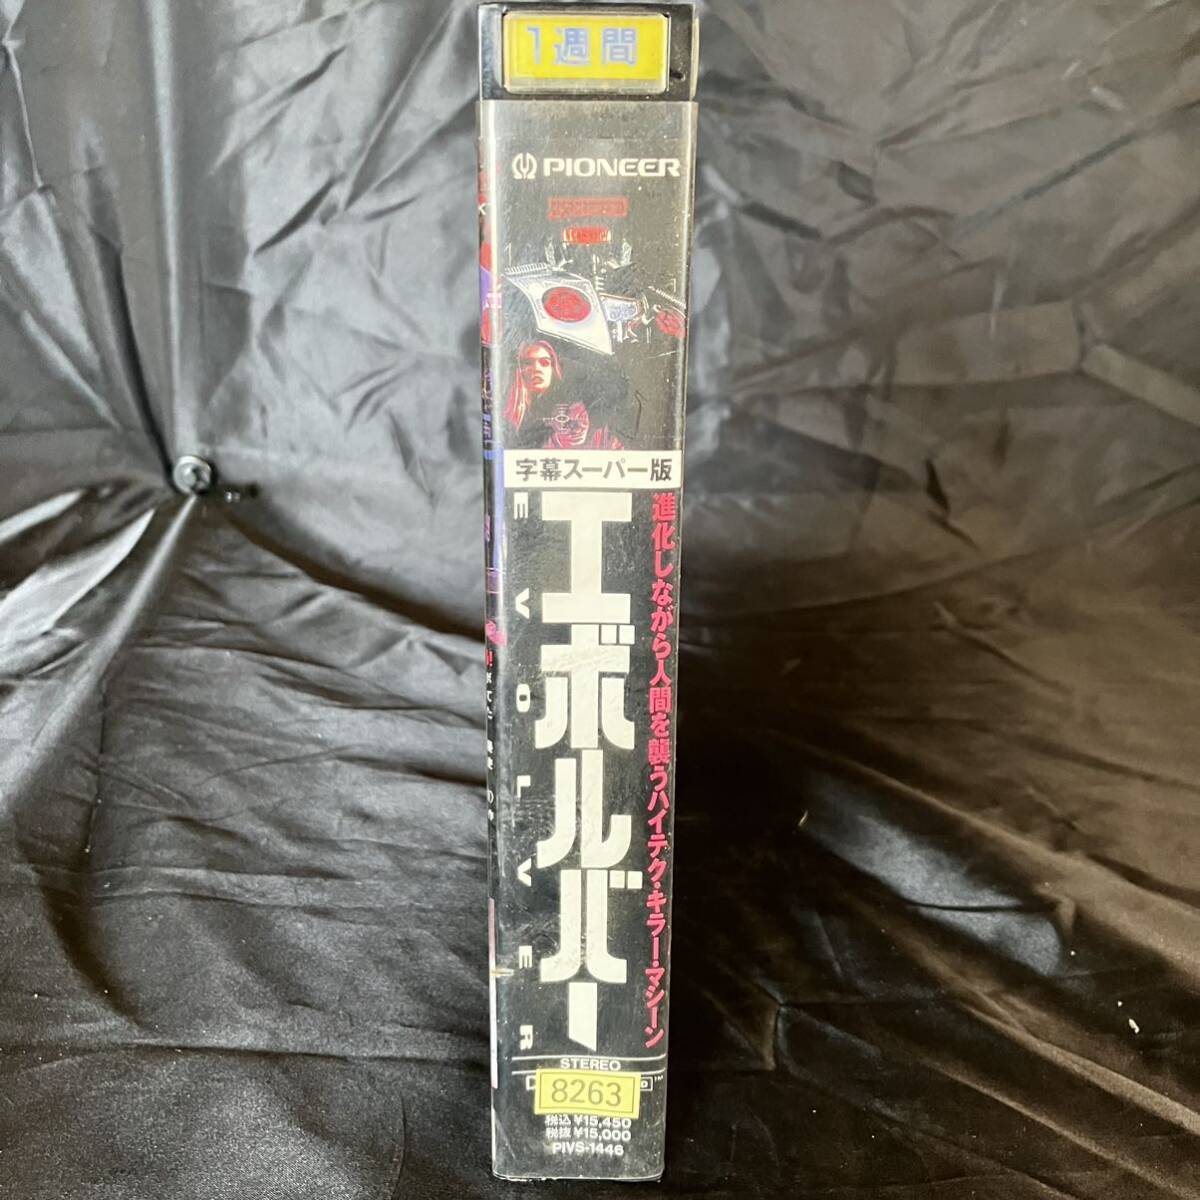 1週間
PIONEER
字幕スーパー版
進化しながら人間を襲うハイテク・キラー・マシーン
エボルバー
EVOLVER
STEREO
8263
税込¥15,450
税抜¥15,000
PIVS-1446